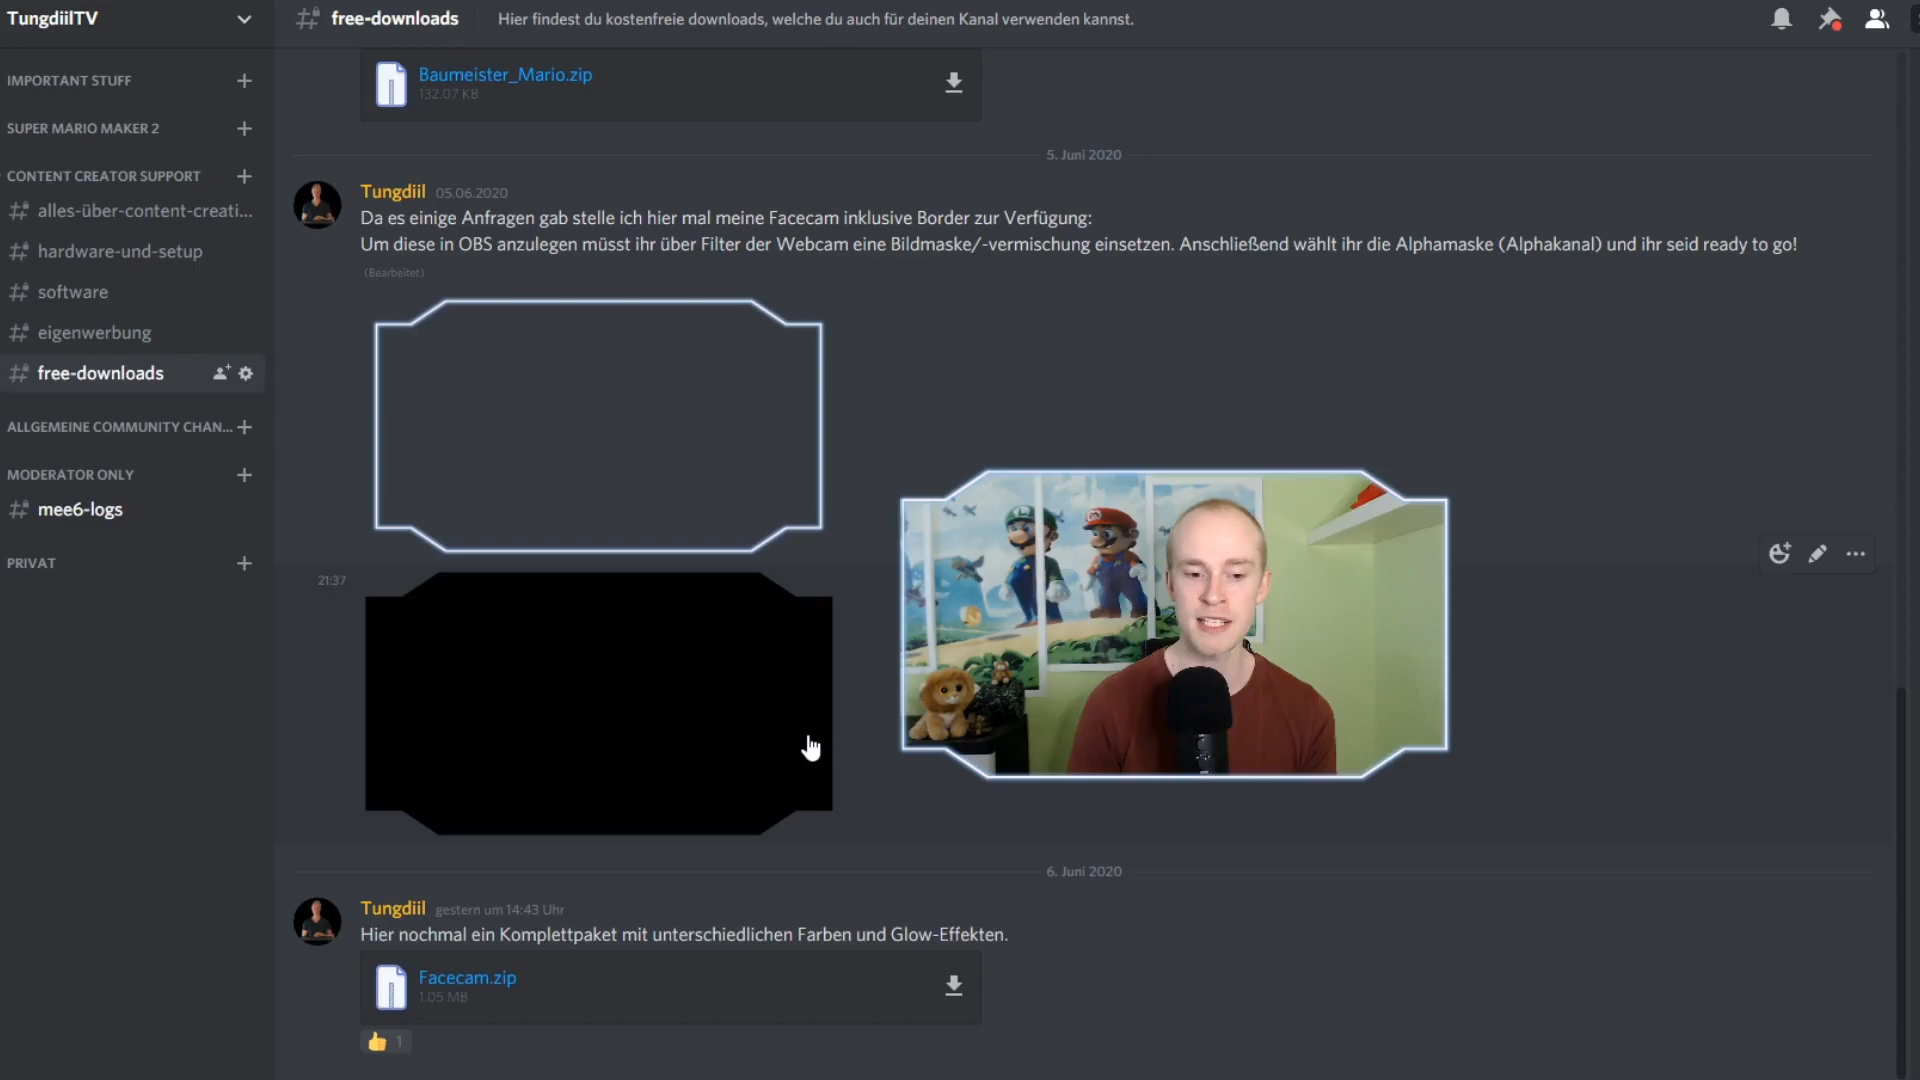 TungdiilTV
free-downloads
Hier findest du kostenfreie downloads, welche du auch für deinen Kanal verwenden kannst.
IMPORTANT STUFF
SUPER MARIO MAKER 2
CONTENT CREATOR SUPPORT
alles-über-content-creati...
hardware-und-setup
software
eigenwerbung
free-downloads
ALLGEMEINE COMMUNITY CHAN...
MODERATOR ONLY
mee6-logs
PRIVAT
Baumeister_Mario.zip
132.07 KB
5. Juni 2020
Tungdiil 05.06.2020
Da es einige Anfragen gab stelle ich hier mal meine Facecam inklusive Border zur Verfügung:
Um diese in OBS anzulegen müsst ihr über Filter der Webcam eine Bildmaske/-vermischung einsetzen. Anschließend wählt ihr die Alphamaske (Alphakanal) und ihr seid ready to go!
(Bearbeitet)
21:37
6. Juni 2020
Tungdiil gestern um 14:43 Uhr
Hier nochmal ein Komplettpaket mit unterschiedlichen Farben und Glow-Effekten.
Facecam.zip
1.05 MB
1